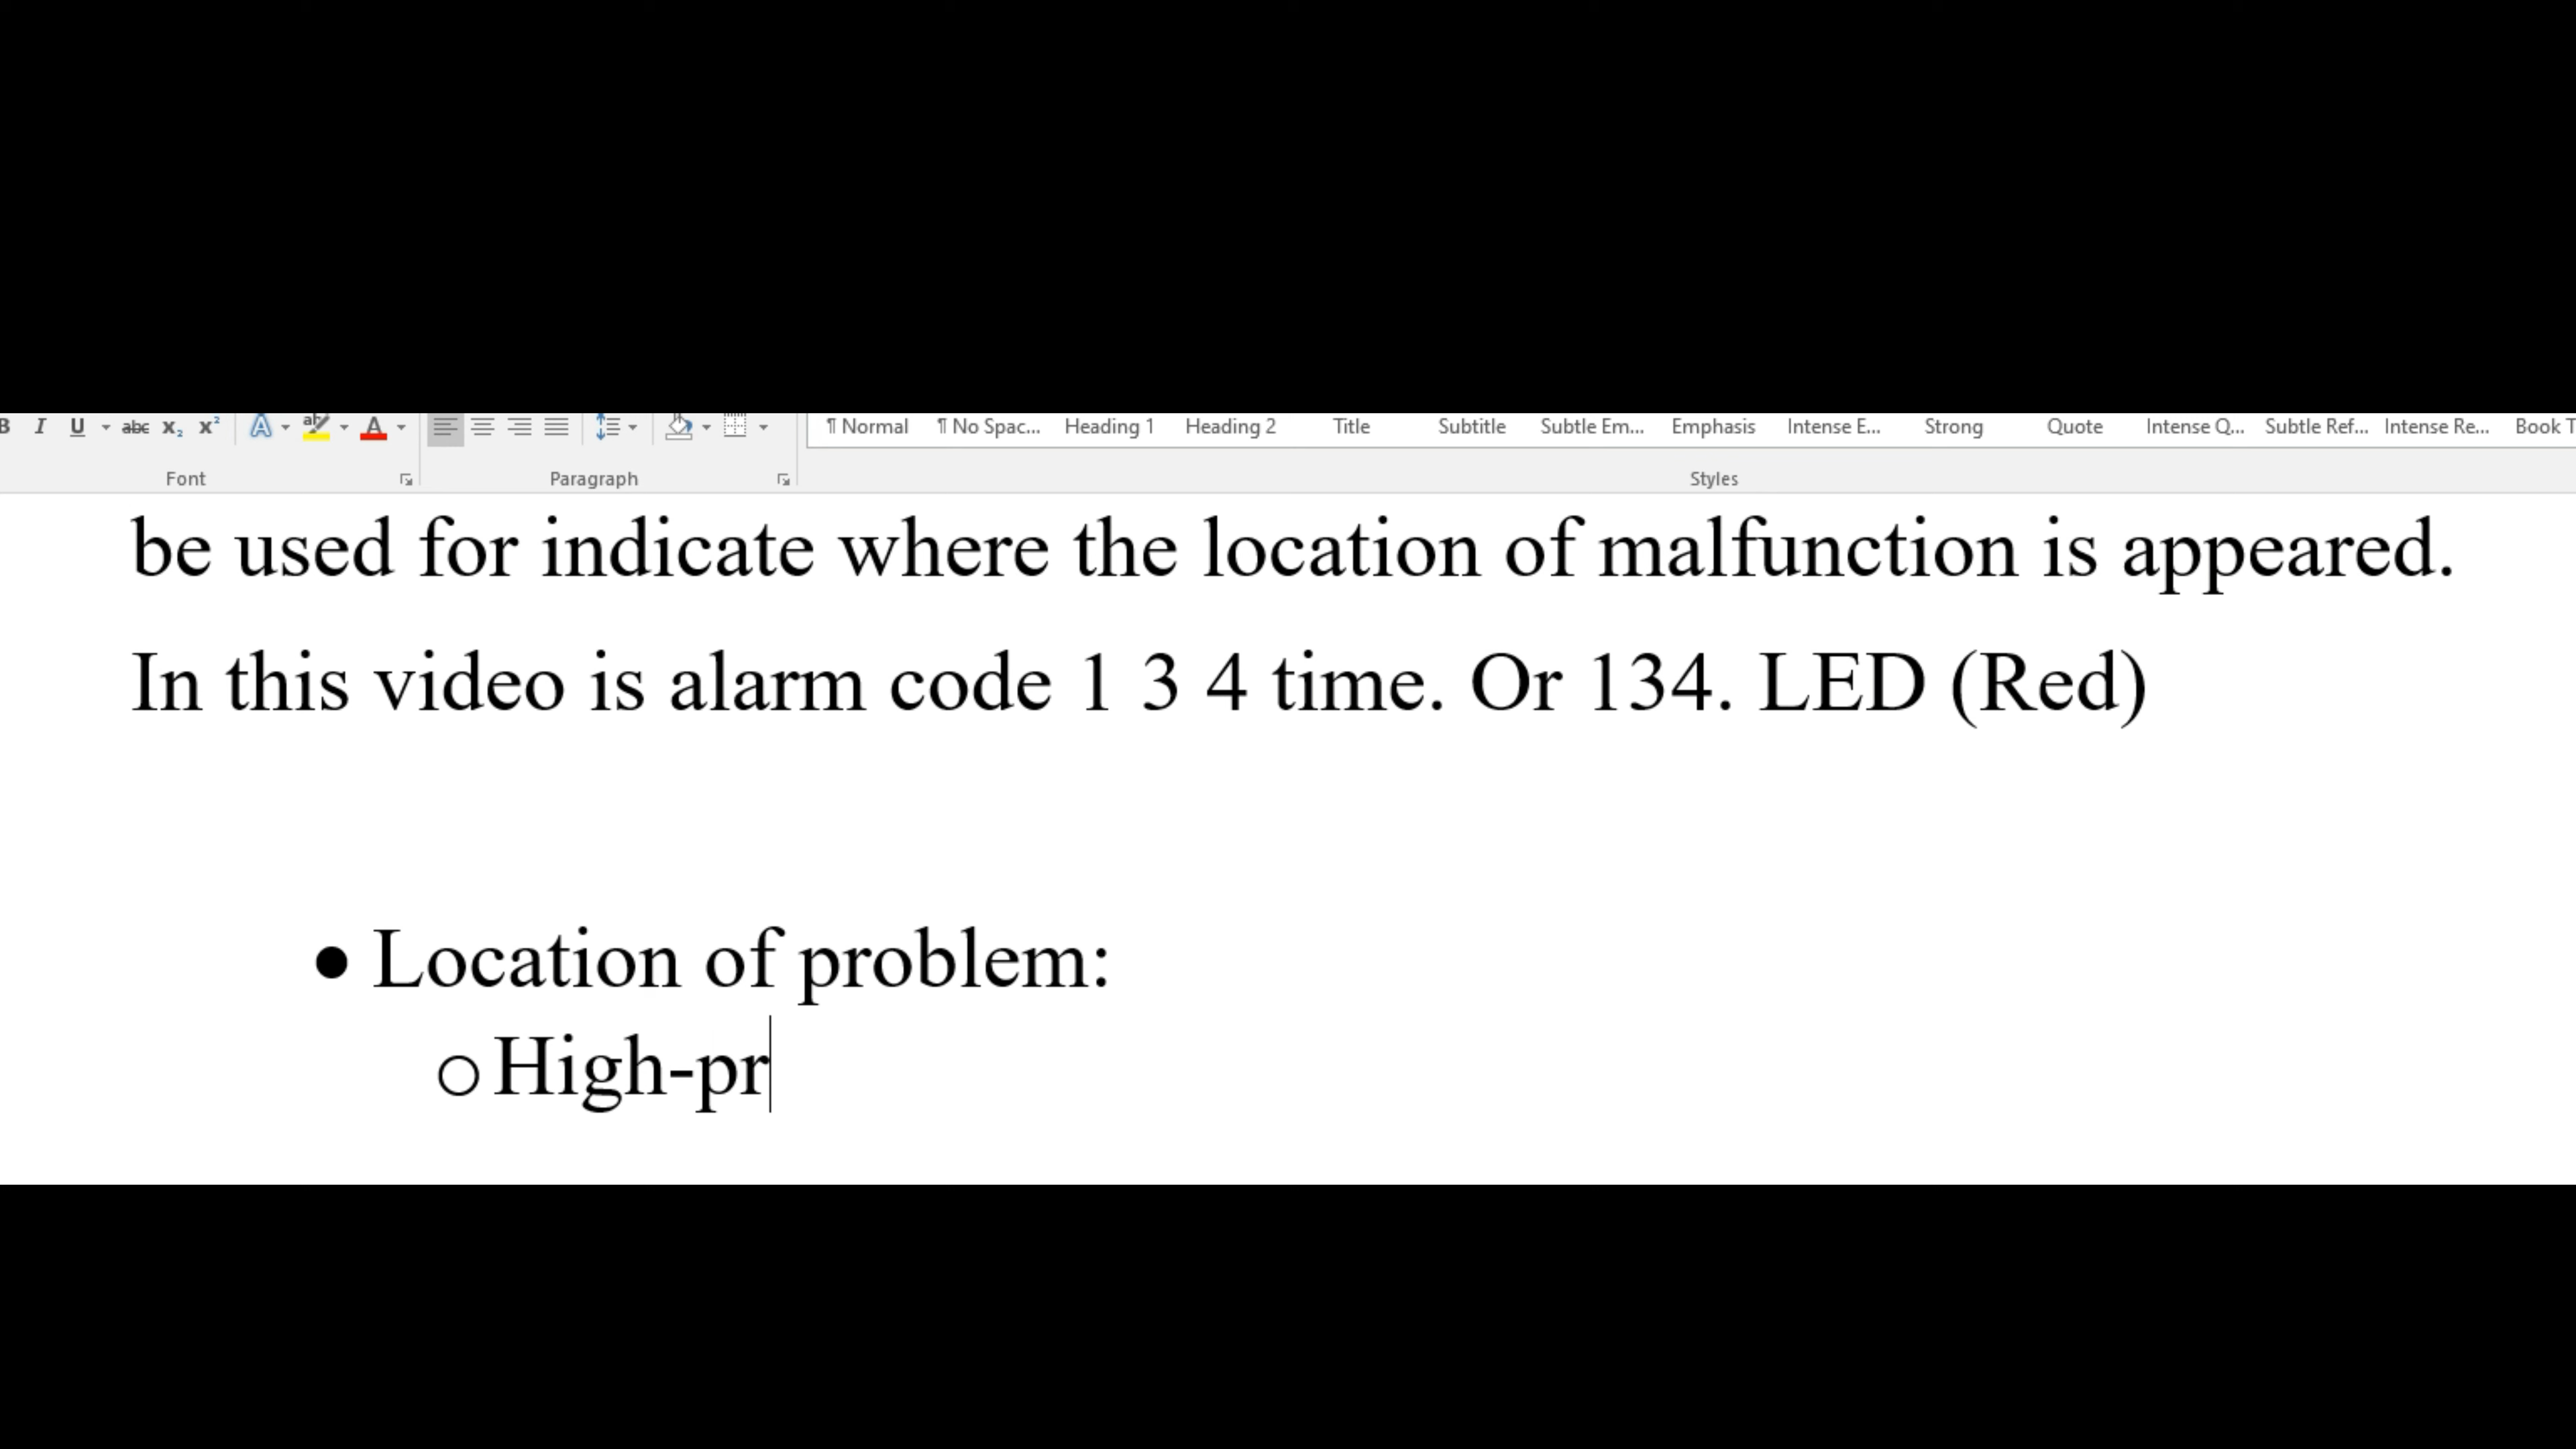 B I U abc x₂ x² A ab A ¶ Normal ¶ No Spac... Heading 1 Heading 2 Title Subtitle Subtle Em... Emphasis Intense E... Strong Quote Intense Q... Subtle Ref... Intense Re... Book T
Font Paragraph Styles
be used for indicate where the location of malfunction is appeared.
In this video is alarm code 1 3 4 time. Or 134. LED (Red)
• Location of problem:
○ High-pr